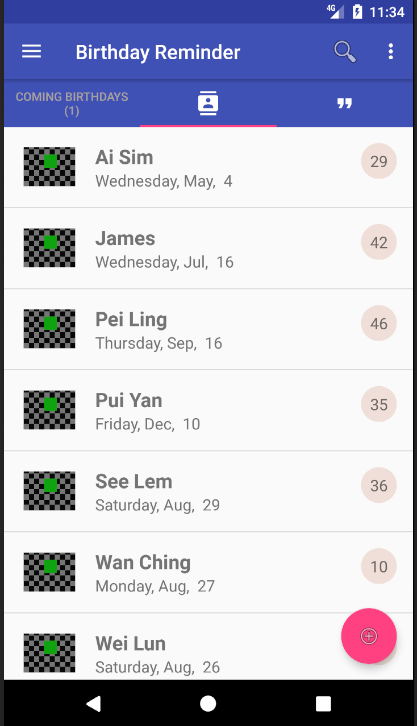 4G 11:34
Birthday Reminder
COMING BIRTHDAYS
(1)
Ai Sim 29
Wednesday, May, 4
James 42
Wednesday, Jul, 16
Pei Ling 46
Thursday, Sep, 16
Pui Yan 35
Friday, Dec, 10
See Lem 36
Saturday, Aug, 29
Wan Ching 10
Monday, Aug, 27
Wei Lun
Saturday, Aug, 26